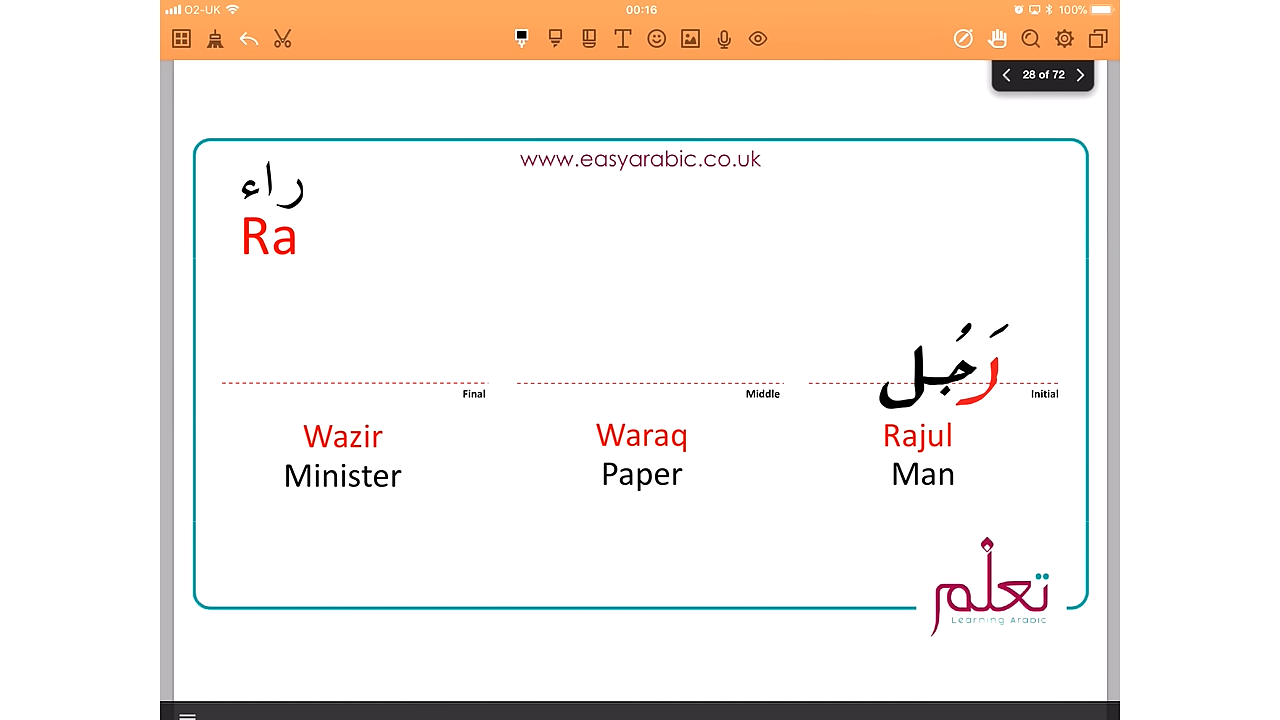 O2-UK
00:16
100%
28 of 72
www.easyarabic.co.uk
راء
Ra
رَجُل
Final
Middle
Initial
Wazir
Waraq
Rajul
Minister
Paper
Man
تعلم
Learning Arabic